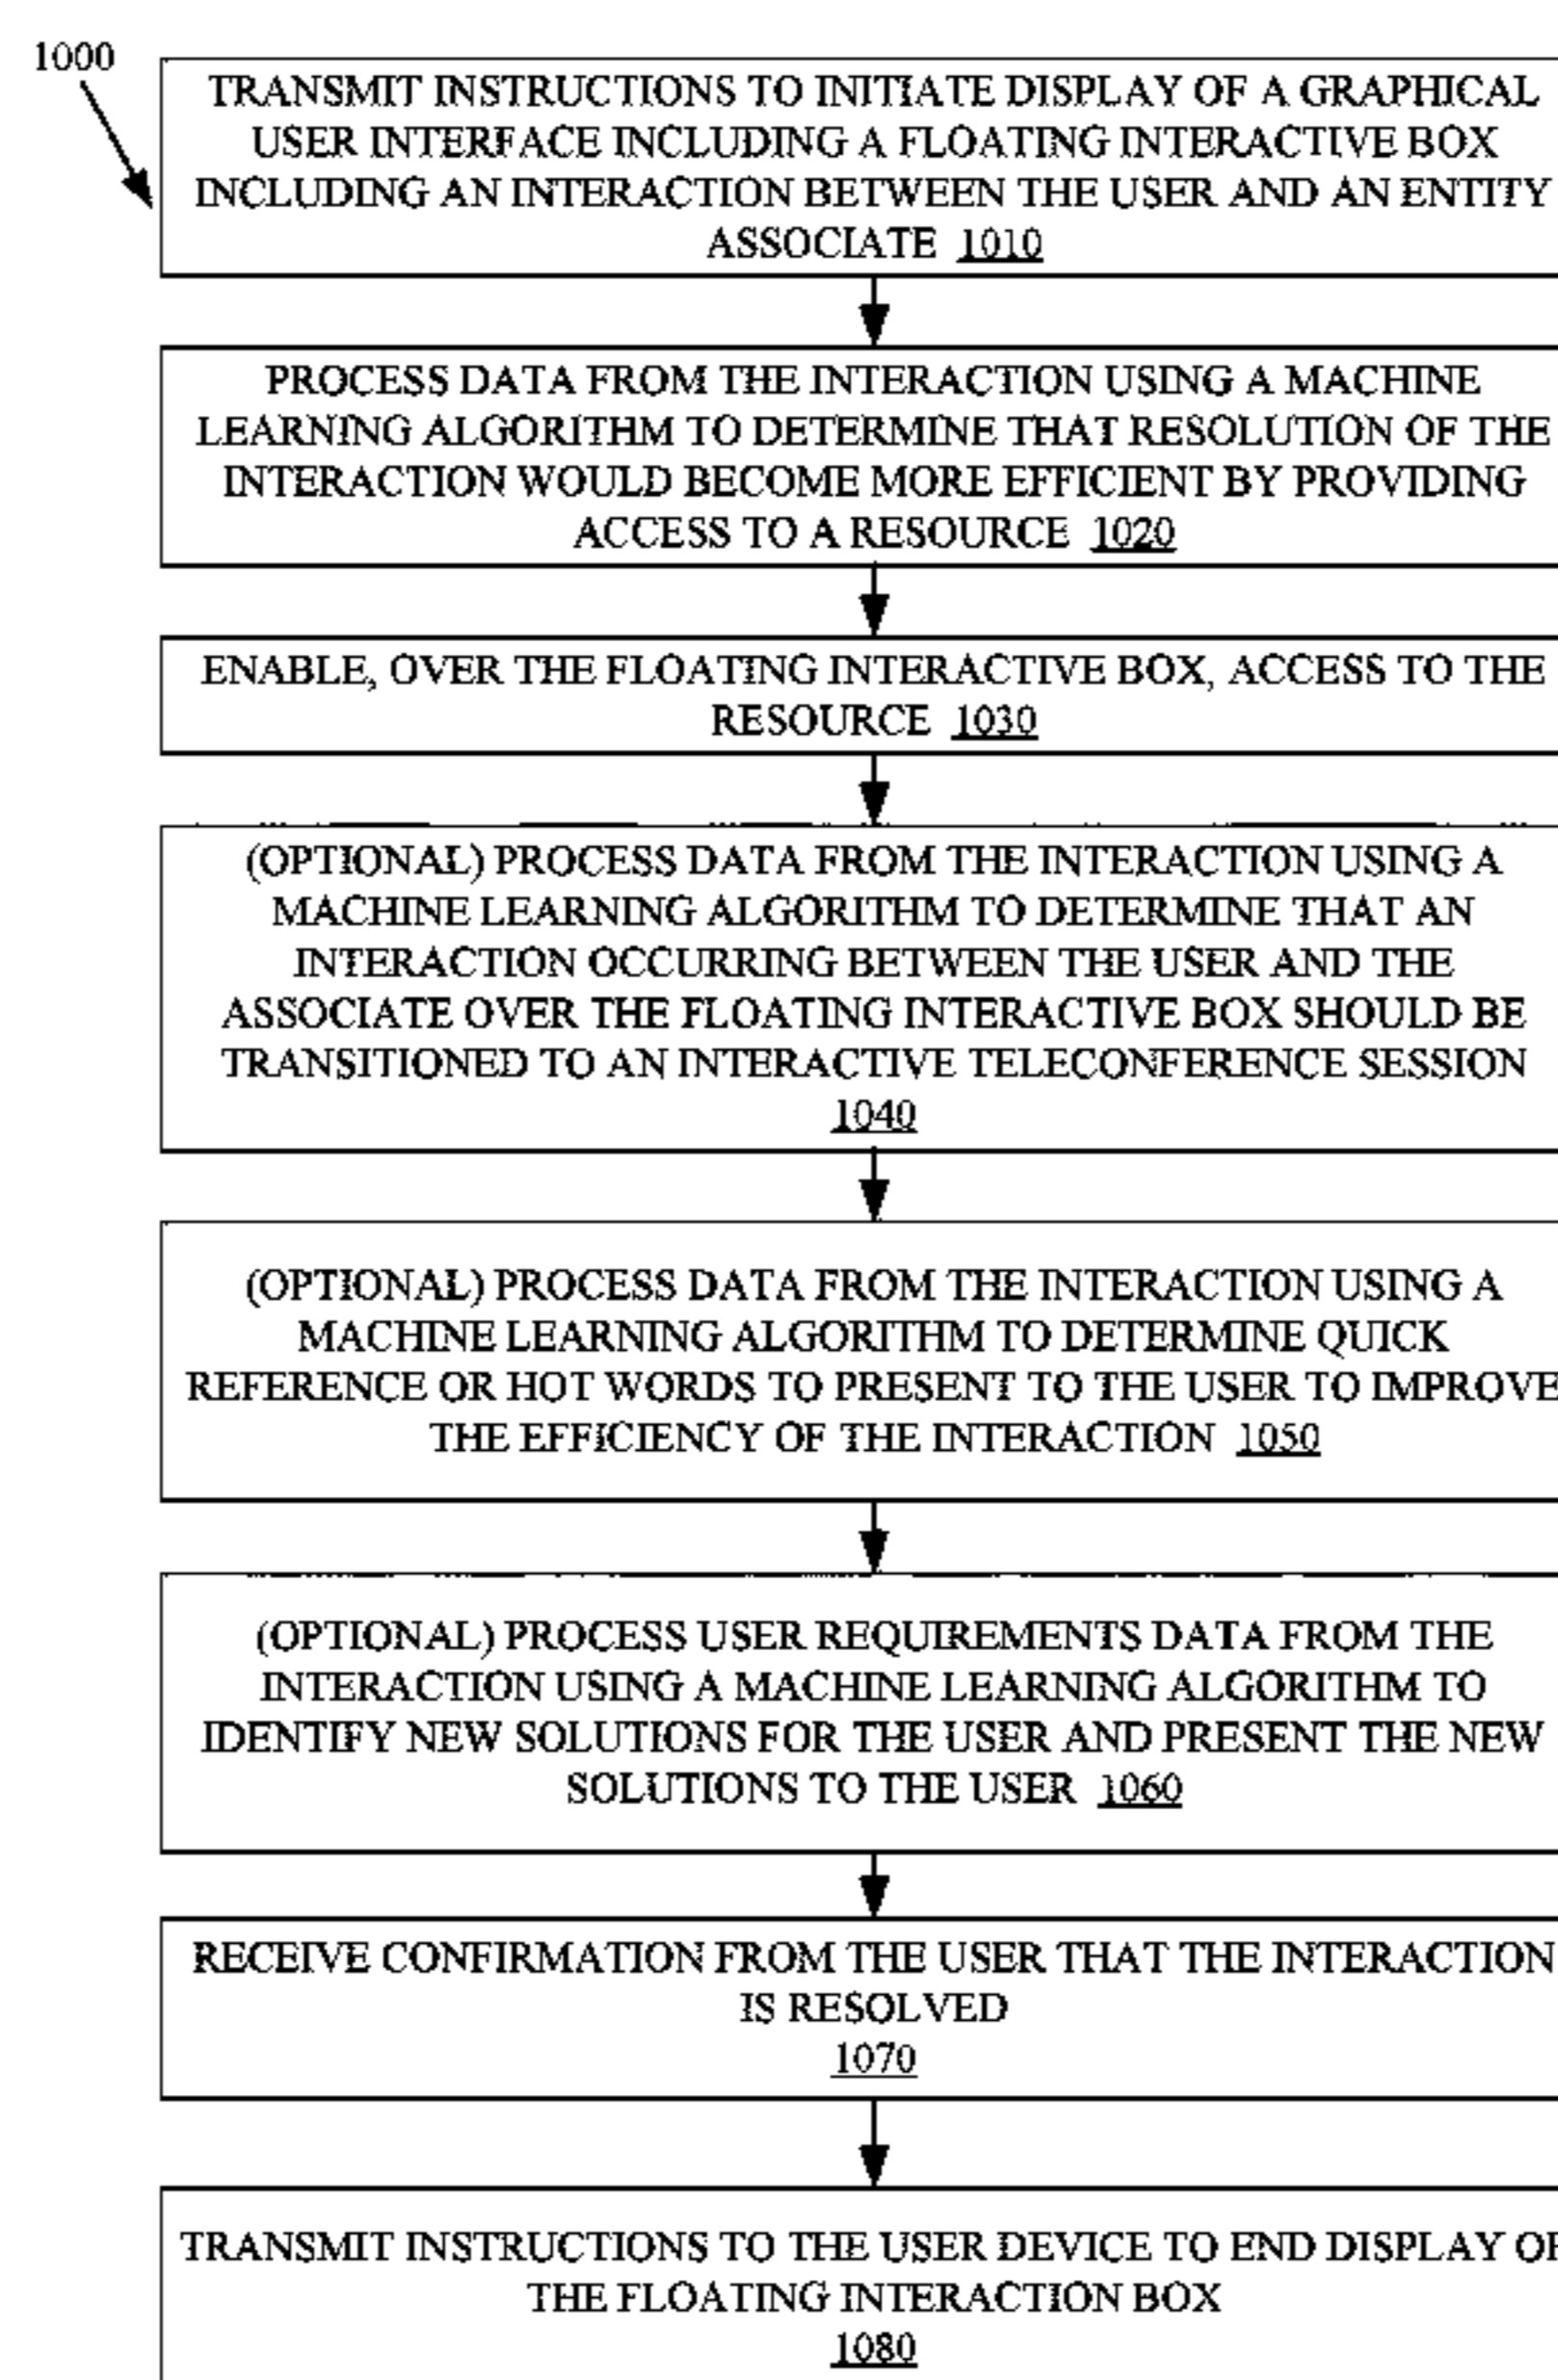 1000
TRANSMIT INSTRUCTIONS TO INITIATE DISPLAY OF A GRAPHICAL
USER INTERFACE INCLUDING A FLOATING INTERACTIVE BOX
INCLUDING AN INTERACTION BETWEEN THE USER AND AN ENTITY
ASSOCIATE 1010
PROCESS DATA FROM THE INTERACTION USING A MACHINE
LEARNING ALGORITHM TO DETERMINE THAT RESOLUTION OF THE
INTERACTION WOULD BECOME MORE EFFICIENT BY PROVIDING
ACCESS TO A RESOURCE 1020
ENABLE, OVER THE FLOATING INTERACTIVE BOX, ACCESS TO THE
RESOURCE 1030
(OPTIONAL) PROCESS DATA FROM THE INTERACTION USING A
MACHINE LEARNING ALGORITHM TO DETERMINE THAT AN
INTERACTION OCCURRING BETWEEN THE USER AND THE
ASSOCIATE OVER THE FLOATING INTERACTIVE BOX SHOULD BE
TRANSITIONED TO AN INTERACTIVE TELECONFERENCE SESSION
1040
(OPTIONAL) PROCESS DATA FROM THE INTERACTION USING A
MACHINE LEARNING ALGORITHM TO DETERMINE QUICK
REFERENCE OR HOT WORDS TO PRESENT TO THE USER TO IMPROVE
THE EFFICIENCY OF THE INTERACTION 1050
(OPTIONAL) PROCESS USER REQUIREMENTS DATA FROM THE
INTERACTION USING A MACHINE LEARNING ALGORITHM TO
IDENTIFY NEW SOLUTIONS FOR THE USER AND PRESENT THE NEW
SOLUTIONS TO THE USER 1060
RECEIVE CONFIRMATION FROM THE USER THAT THE INTERACTION
IS RESOLVED
1070
TRANSMIT INSTRUCTIONS TO THE USER DEVICE TO END DISPLAY OF
THE FLOATING INTERACTION BOX
1080